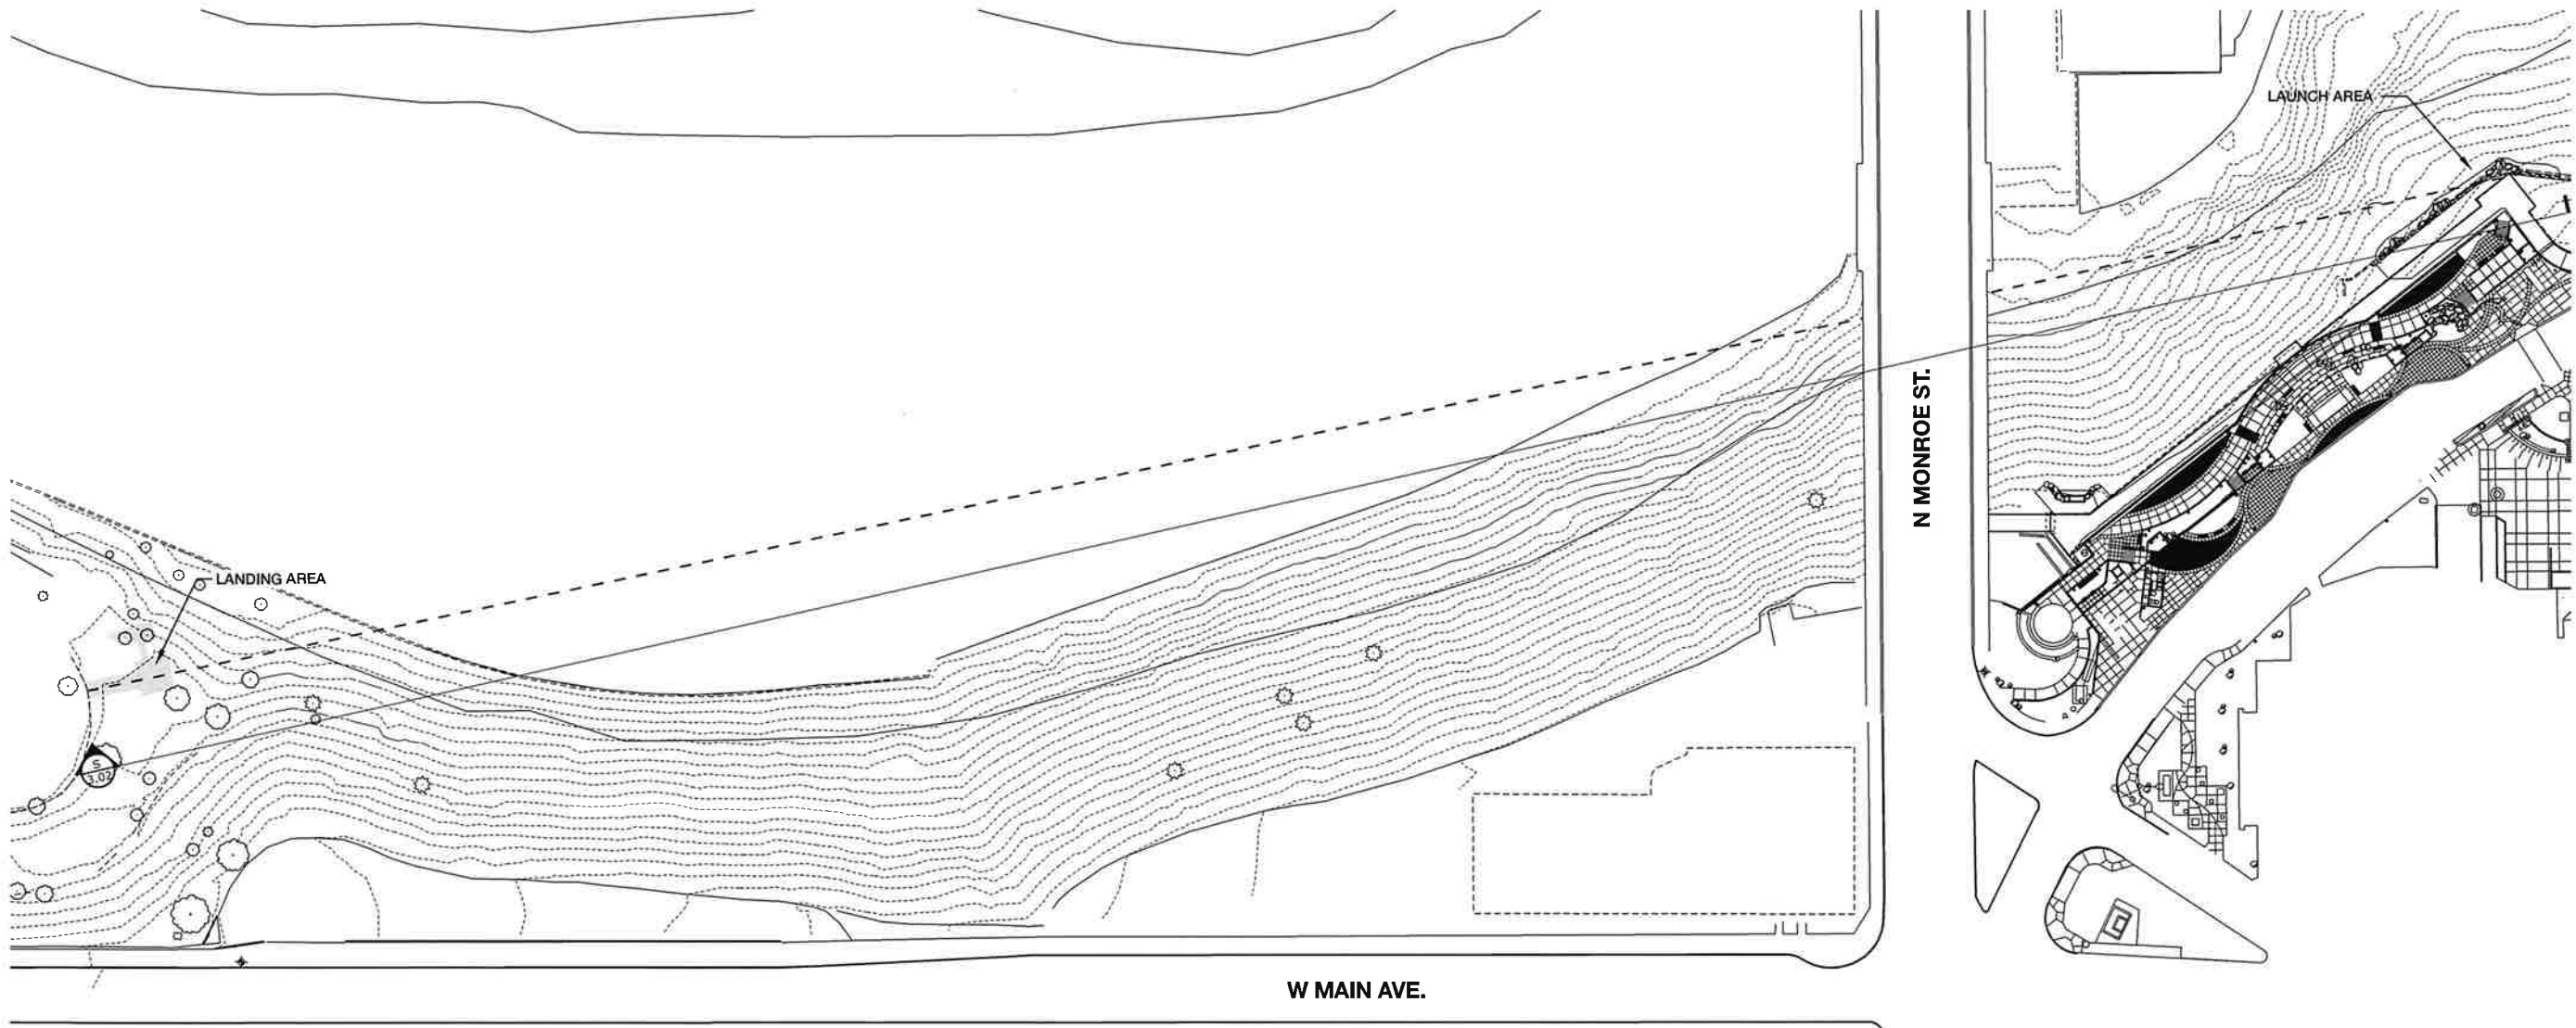 LAUNCH AREA
N MONROE ST.
LANDING AREA
S
3.02
W MAIN AVE.